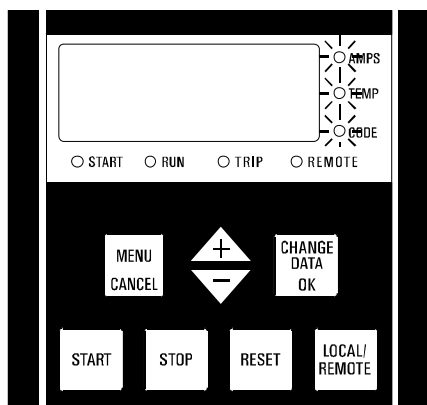 AMPS
TEMP
CODE
START RUN TRIP REMOTE
MENU
CANCEL
+
−
CHANGE
DATA
OK
START
STOP
RESET
LOCAL/
REMOTE